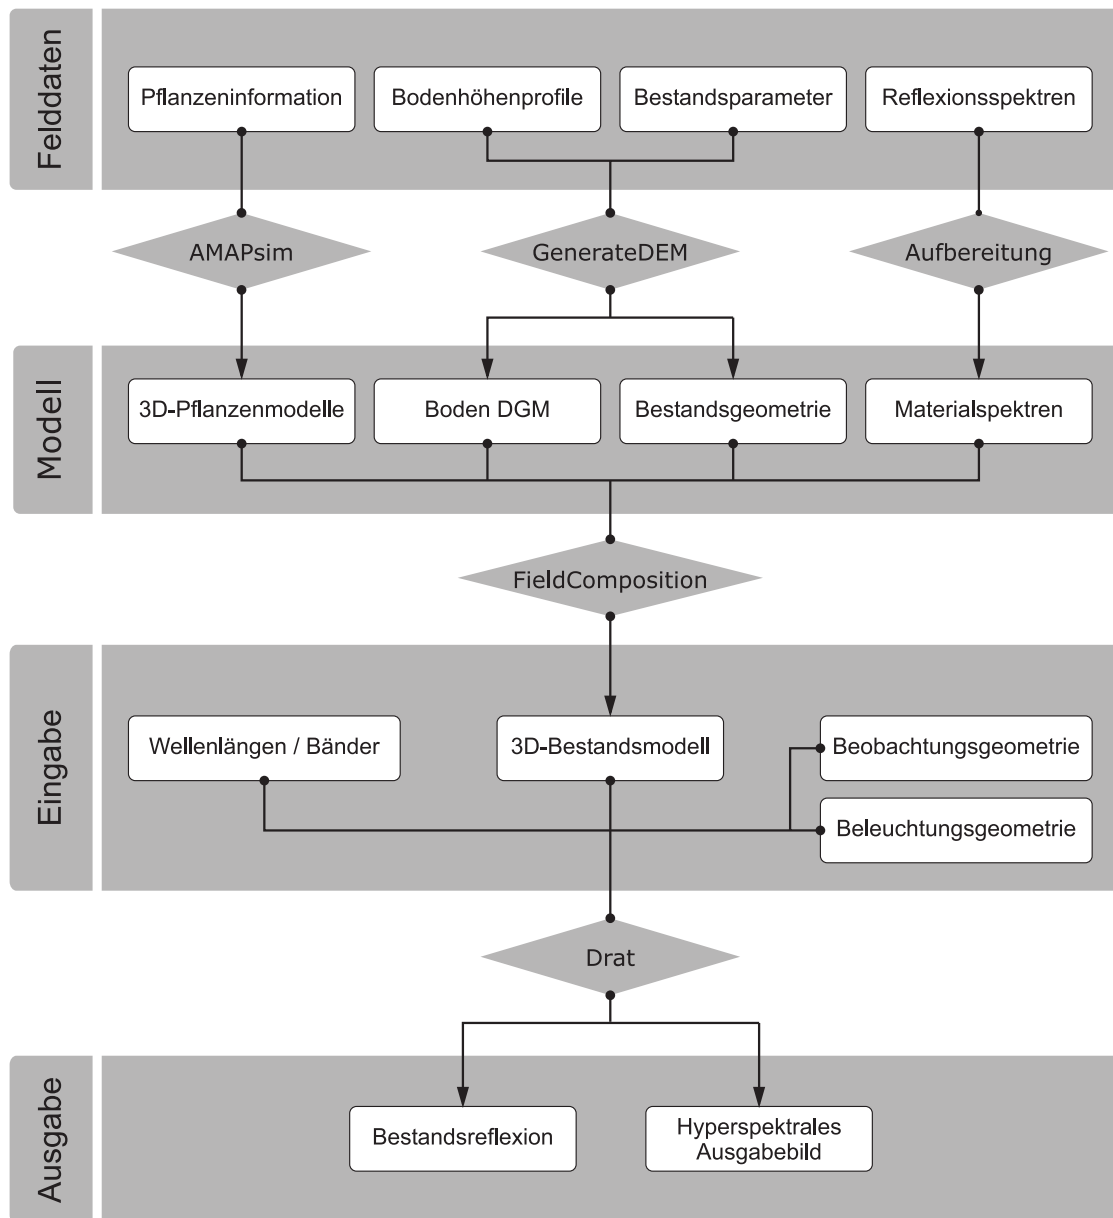 Felddaten
Pflanzeninformation
Bodenhöhenprofile
Bestandsparameter
Reflexionsspektren
AMAPsim
GenerateDEM
Aufbereitung
Modell
3D-Pflanzenmodelle
Boden DGM
Bestandsgeometrie
Materialspektren
FieldComposition
Eingabe
Wellenlängen / Bänder
3D-Bestandsmodell
Beobachtungsgeometrie
Beleuchtungsgeometrie
Drat
Ausgabe
Bestandsreflexion
Hyperspektrales
Ausgabebild